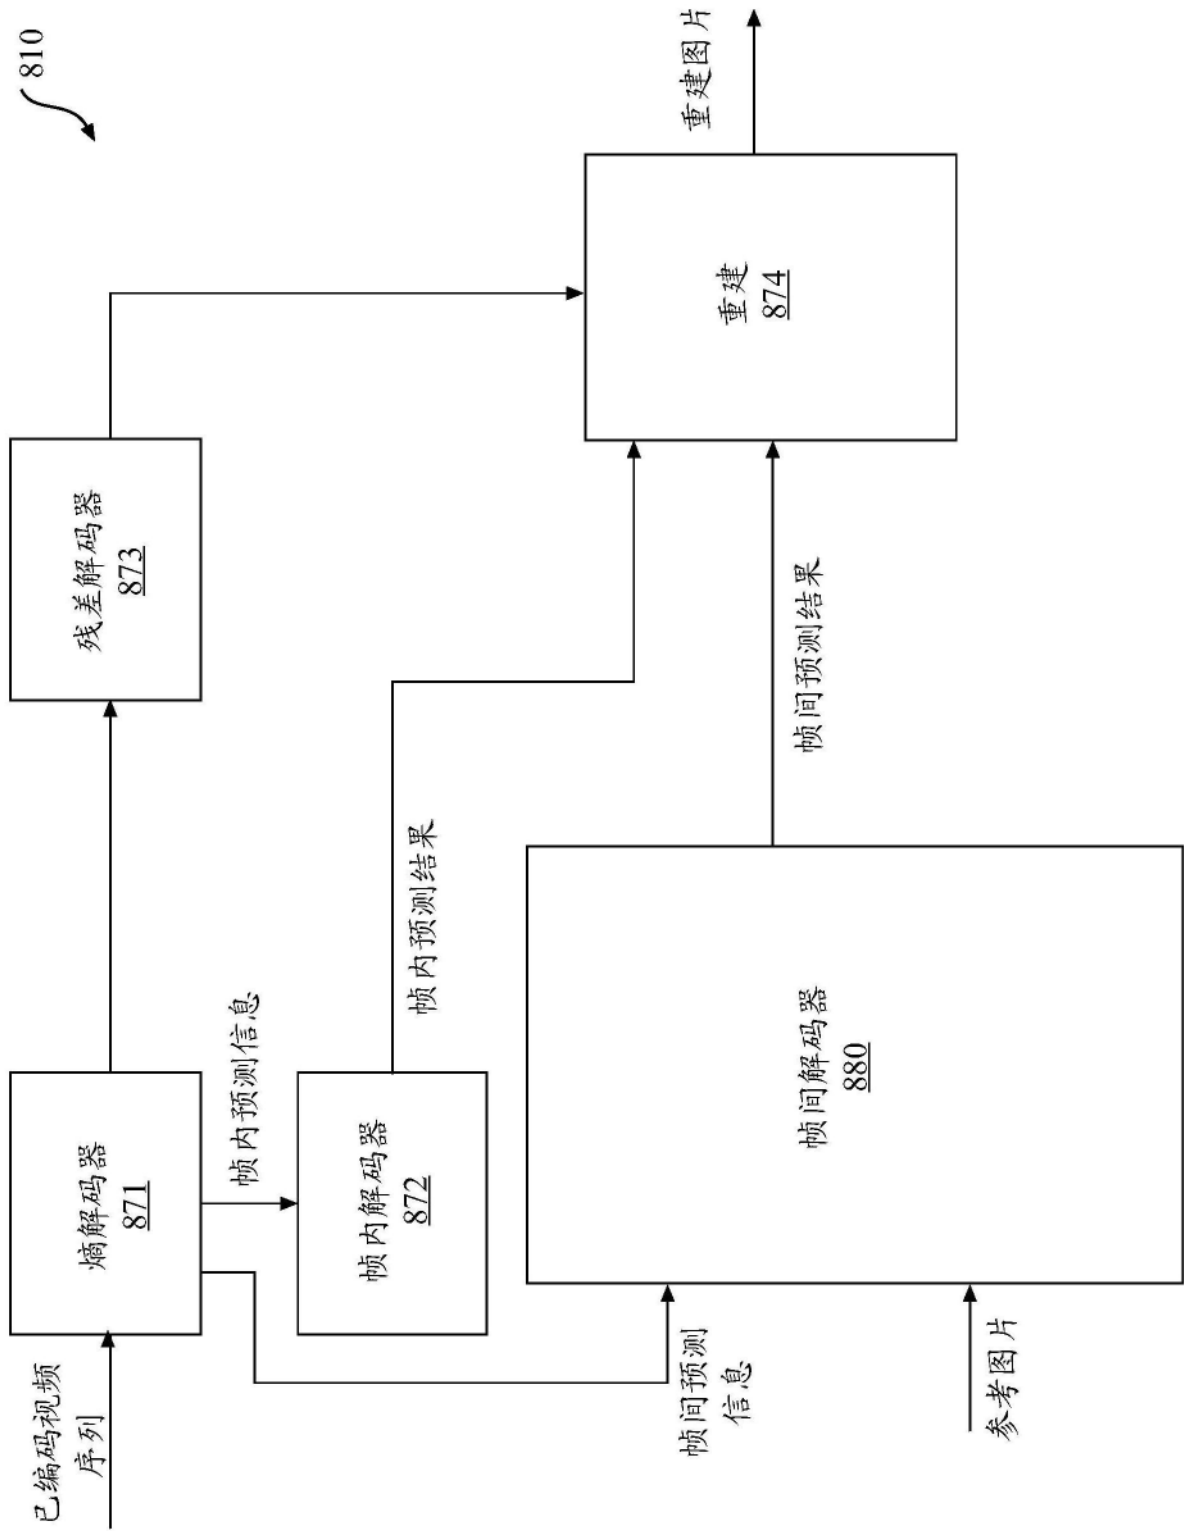 810
已编码视频
序列
熵解码器
871
残差解码器
873
帧内预测信息
帧内解码器
872
帧内预测结果
重建
874
重建图片
帧间预测
信息
参考图片
帧间解码器
880
帧间预测结果